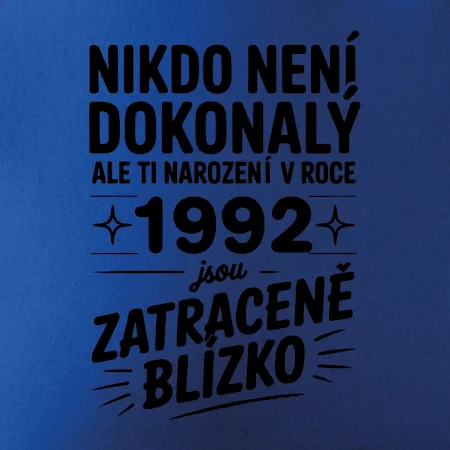 NIKDO NENÍ
DOKONALÝ
ALE TI NAROZENÍ V ROCE
1992
jsou
ZATRACENĚ
BLÍZKO